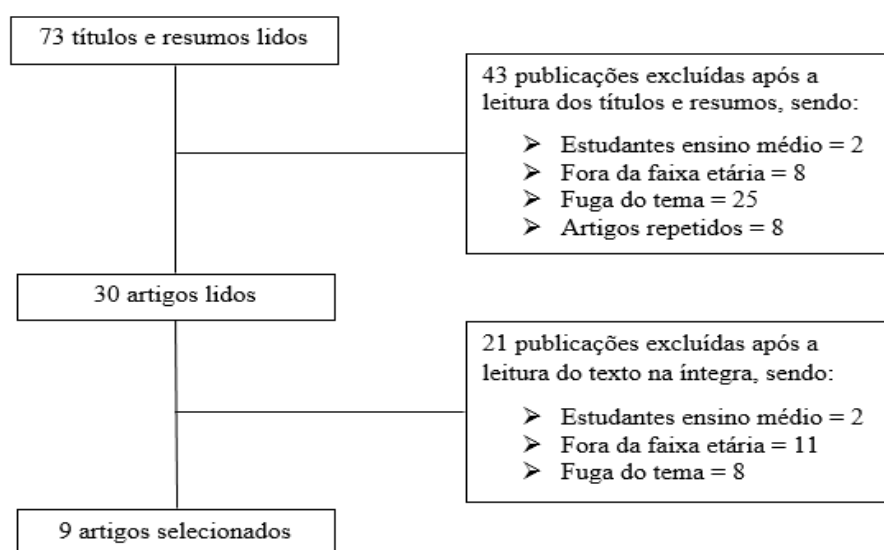 73 títulos e resumos lidos
43 publicações excluídas após a
leitura dos títulos e resumos, sendo:
➤ Estudantes ensino médio = 2
➤ Fora da faixa etária = 8
➤ Fuga do tema = 25
➤ Artigos repetidos = 8
30 artigos lidos
21 publicações excluídas após a
leitura do texto na íntegra, sendo:
➤ Estudantes ensino médio = 2
➤ Fora da faixa etária = 11
➤ Fuga do tema = 8
9 artigos selecionados